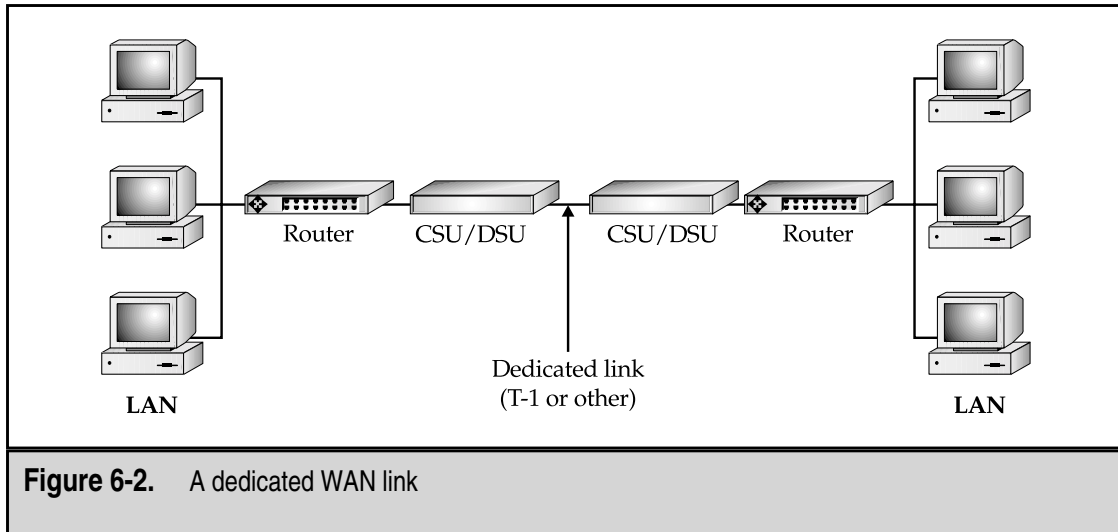 Router
CSU/DSU
CSU/DSU
Router
Dedicated link
(T-1 or other)
LAN
LAN
Figure 6-2. A dedicated WAN link